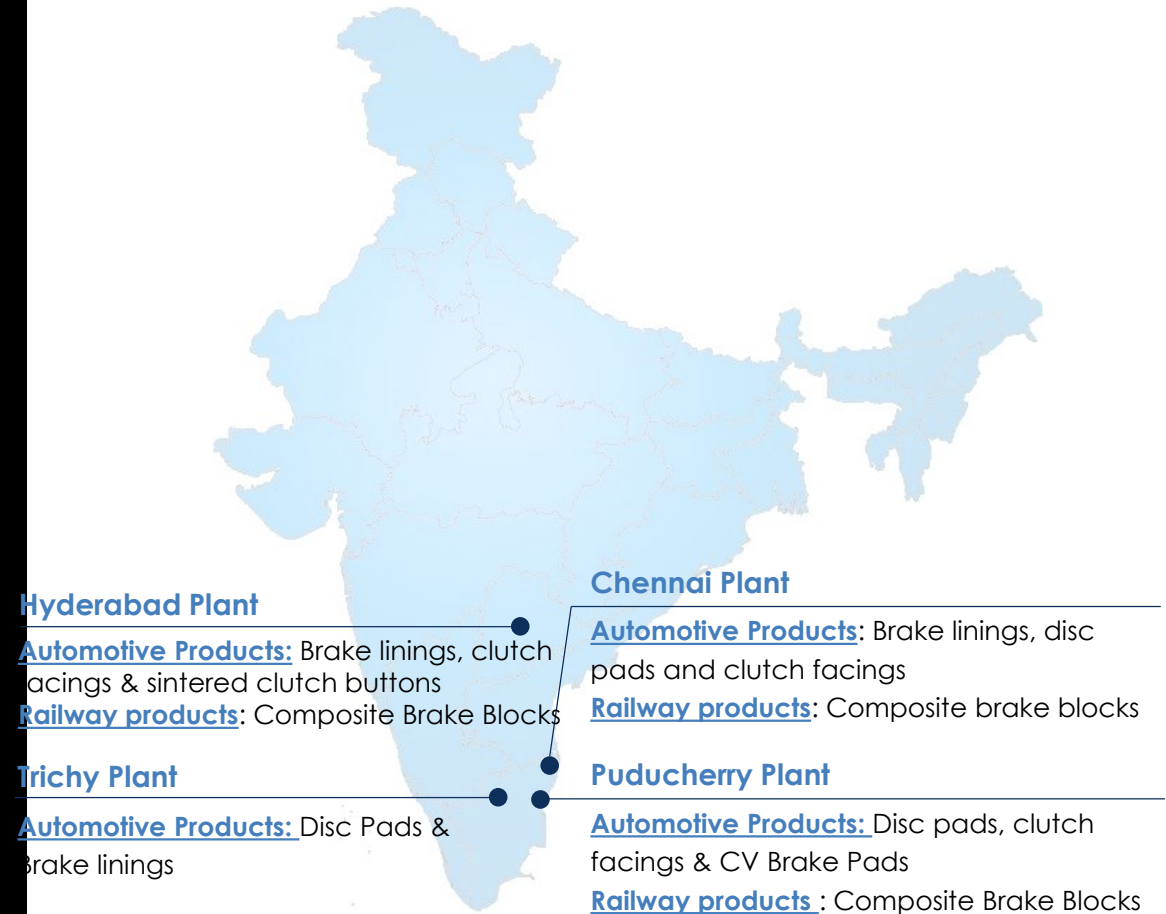 Hyderabad Plant
Automotive Products: Brake linings, clutch
acings & sintered clutch buttons
Railway products: Composite Brake Blocks
Trichy Plant
Automotive Products: Disc Pads &
Brake linings
Chennai Plant
Automotive Products: Brake linings, disc
pads and clutch facings
Railway products: Composite brake blocks
Puducherry Plant
Automotive Products: Disc pads, clutch
facings & CV Brake Pads
Railway products : Composite Brake Blocks